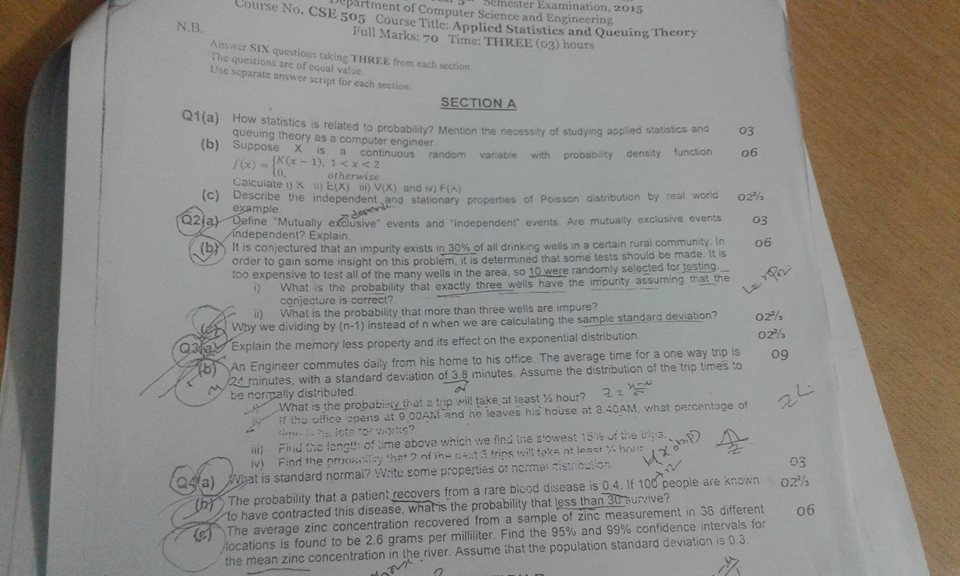 Semester Examination, 2015
Department of Computer Science and Engineering
Course No. CSE 505 Course Title: Applied Statistics and Queuing Theory
Full Marks: 70 Time: THREE (03) hours
N.B.
Answer SIX questions taking THREE from each section.
The questions are of equal value.
Use separate answer script for each section.
SECTION A
Q1(a) How statistics is related to probability? Mention the necessity of studying applied statistics and 03
queuing theory as a computer engineer.
(b) Suppose X is a continuous random variable with probability density function 06
f(x) = {K(x − 1), 1 < x < 2
0, otherwise
Calculate i) K ii) E(X) iii) V(X) and iv) F(X)
(c) Describe the independent and stationary properties of Poisson distribution by real world 02²/₃
example.
Q2(a) Define "Mutually exclusive" events and "Independent" events. Are mutually exclusive events 03
independent? Explain.
(b) It is conjectured that an impurity exists in 30% of all drinking wells in a certain rural community. In 06
order to gain some insight on this problem, it is determined that some tests should be made. It is
too expensive to test all of the many wells in the area, so 10 were randomly selected for testing.
i) What is the probability that exactly three wells have the impurity assuming that the
conjecture is correct?
ii) What is the probability that more than three wells are impure?
Why we dividing by (n-1) instead of n when we are calculating the sample standard deviation? 02²/₃
Q3(a) Explain the memory less property and its effect on the exponential distribution. 02²/₃
(b) An Engineer commutes daily from his home to his office. The average time for a one way trip is 09
24 minutes, with a standard deviation of 3.8 minutes. Assume the distribution of the trip times to
be normally distributed.
i) What is the probability that a trip will take at least ½ hour?
ii) If the office opens at 9.00AM and he leaves his house at 8.40AM, what percentage of
time is he late for works?
iii) Find the length of time above which we find the slowest 15% of the trips.
iv) Find the probability that 2 of the next 3 trips will take at least ½ hour.
Q4(a) What is standard normal? Write some properties of normal distribution. 03
(b) The probability that a patient recovers from a rare blood disease is 0.4. If 100 people are known 02²/₃
to have contracted this disease, what is the probability that less than 30 survive?
(c) The average zinc concentration recovered from a sample of zinc measurement in 36 different 06
locations is found to be 2.6 grams per milliliter. Find the 95% and 99% confidence intervals for
the mean zinc concentration in the river. Assume that the population standard deviation is 0.3.